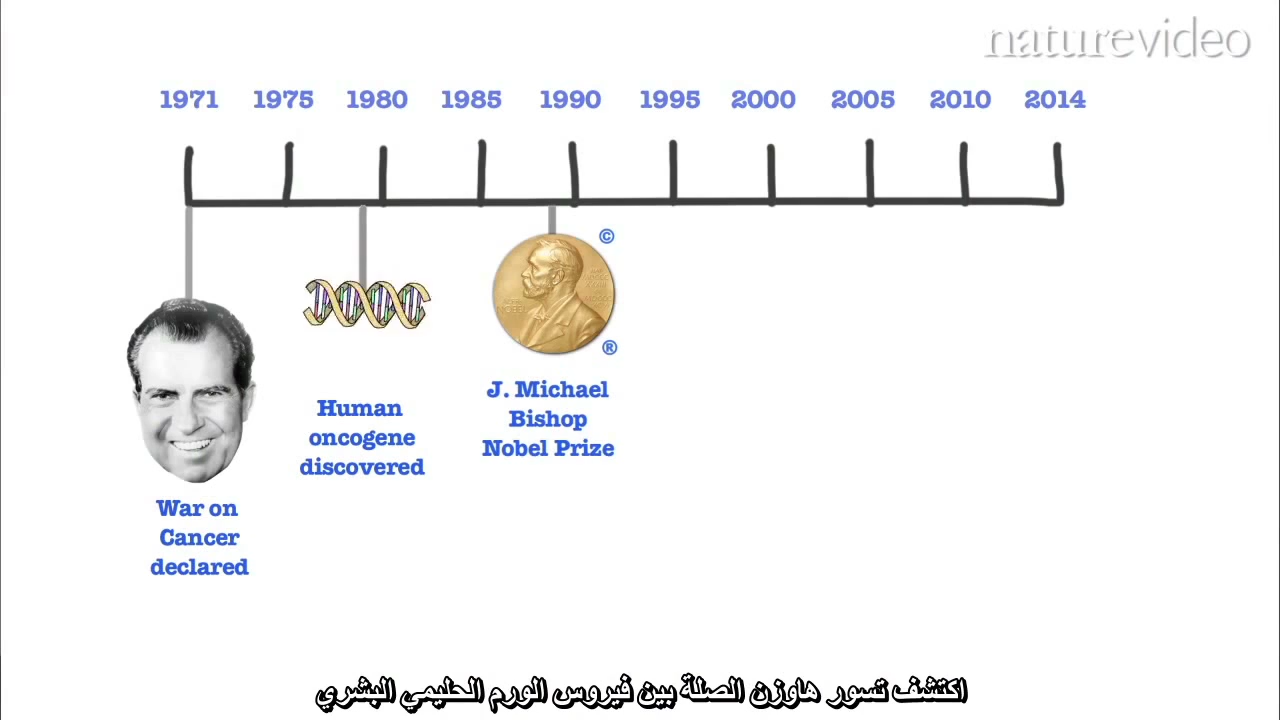 naturevideo
1971 1975 1980 1985 1990 1995 2000 2005 2010 2014
©
®
J. Michael
Bishop
Nobel Prize
Human
oncogene
discovered
War on
Cancer
declared
اكتشف تسور هاوزن الصلة بين فيروس الورم الحليمي البشري